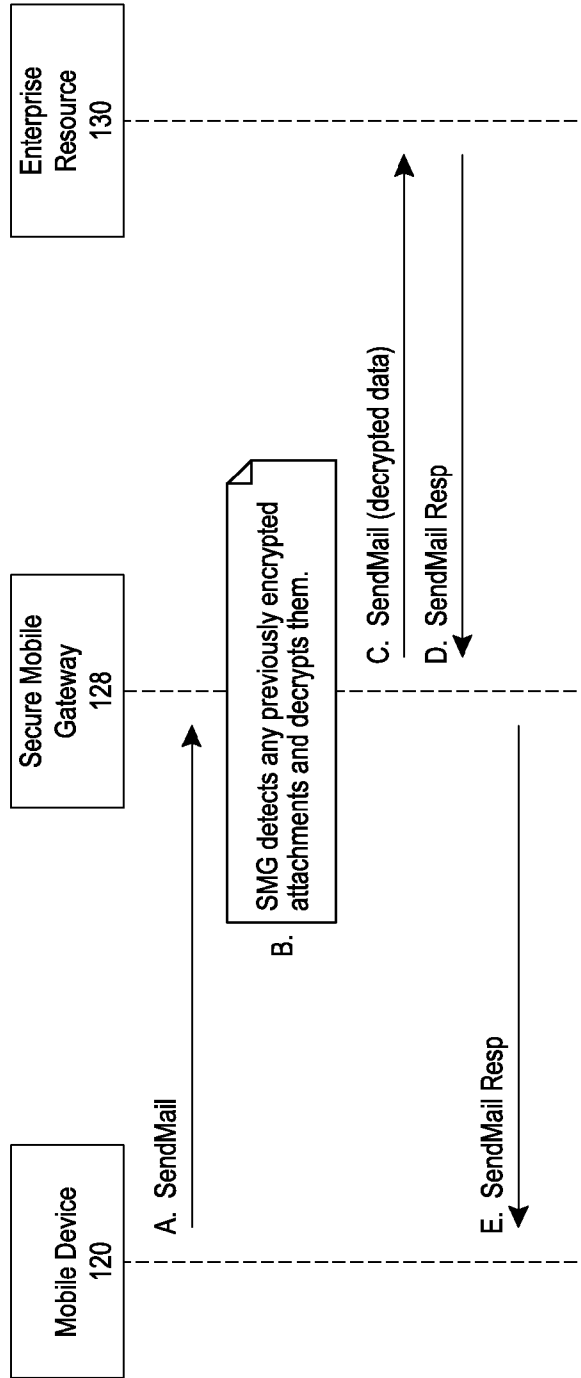 Mobile Device
120
Secure Mobile
Gateway
128
Enterprise
Resource
130
A. SendMail
B.
SMG detects any previously encrypted
attachments and decrypts them.
C. SendMail (decrypted data)
D. SendMail Resp
E. SendMail Resp